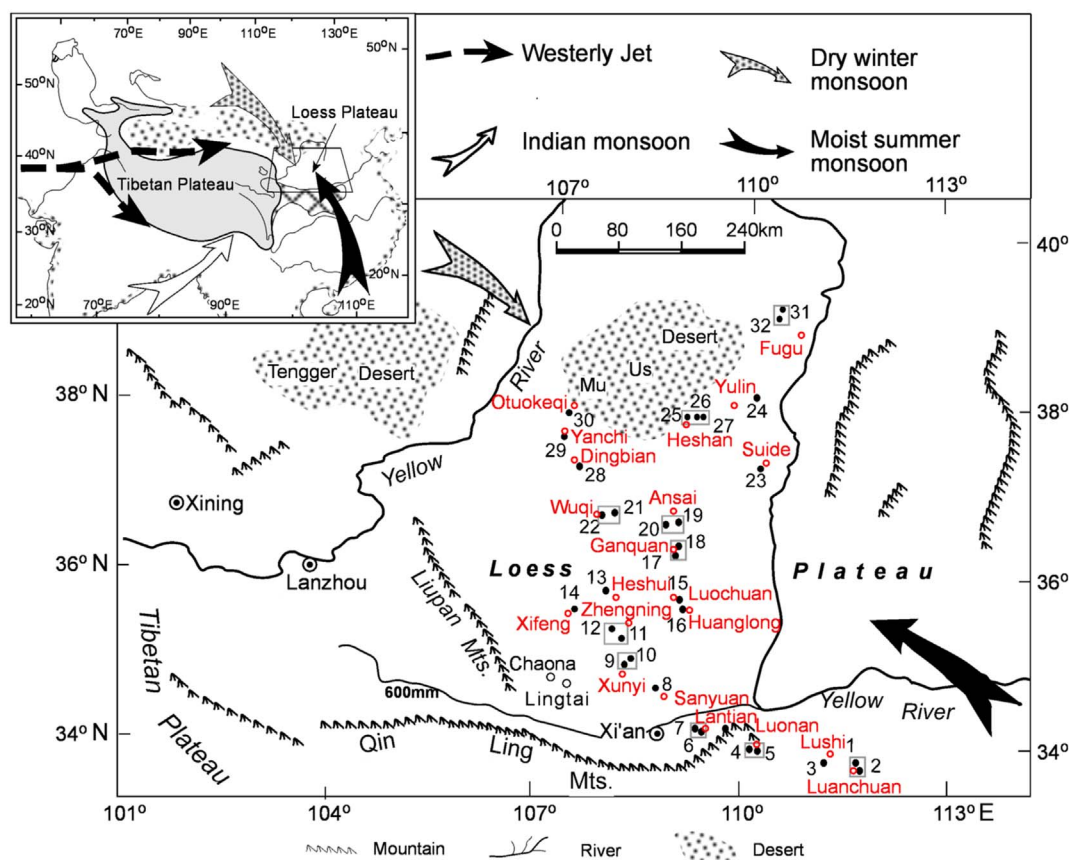 70°E 90°E 110°E 130°E
50°N
50°N
40°N
30°N
20°N
20°N
70°E
90°E
110°E
Loess Plateau
Tibetan Plateau
Westerly Jet
Dry winter
monsoon
Indian monsoon
Moist summer
monsoon
107° 110° 113°
0 80 160 240km
40°
38° N
38°
36° N
36°
34° N
34°
Tengger Desert
Mu Us Desert
River
31
32
Fugu
Otuokeqi
30
Yulin
24
25
26
27
Heshan
29
Yanchi
Dingbian
28
Suide
23
Yellow
Xining
Wuqi
22
21
Ansai
19
20
18
Ganquan
17
Lanzhou
Loess Plateau
Liupan
Mts.
13
Heshui
15
Luochuan
14
Zhengning
Xifeng
12
11
16
Huanglong
Chaona
Lingtai
9
10
Xunyi
8
Sanyuan
600mm
Tibetan
Plateau
Yellow
River
Xi'an
7
Lantian
6
Luonan
4
5
Lushi
1
3
2
Luanchuan
Qin Ling
Mts.
101° 104° 107° 110° 113° E
Mountain River Desert